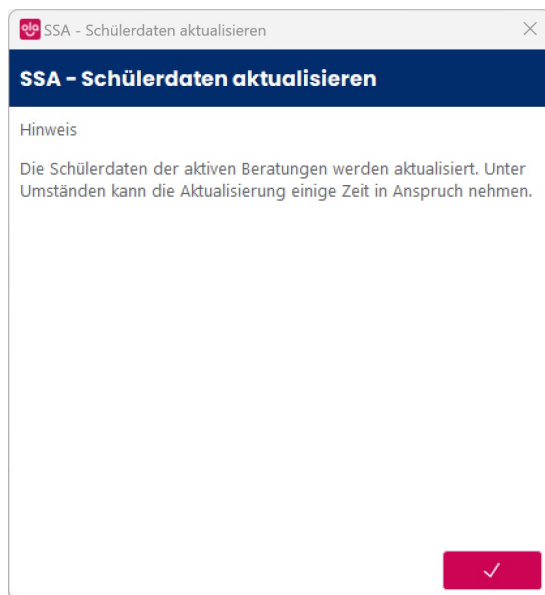 SSA - Schülerdaten aktualisieren
SSA - Schülerdaten aktualisieren
Hinweis
Die Schülerdaten der aktiven Beratungen werden aktualisiert. Unter
Umständen kann die Aktualisierung einige Zeit in Anspruch nehmen.